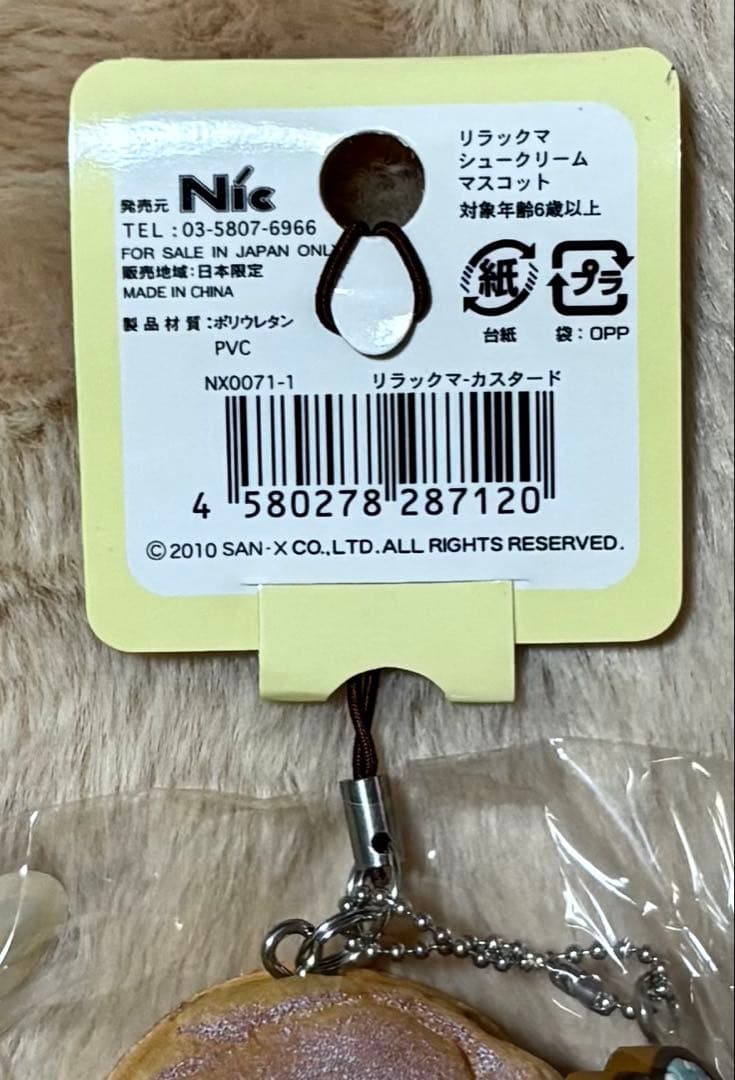 発売元 Nic
TEL : 03-5807-6966
FOR SALE IN JAPAN ONLY
販売地域:日本限定
MADE IN CHINA
製品材質:ポリウレタン
PVC
リラックマ
シュークリーム
マスコット
対象年齢6歳以上
紙 プラ
台紙 袋:OPP
NX0071-1 リラックマ-カスタード
4 580278 287120
©2010 SAN-X CO.,LTD.ALL RIGHTS RESERVED.